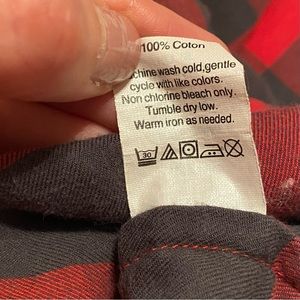 100% Coton
chine wash cold,gentle
cycle with like colors.
Non chlorine bleach only.
Tumble dry low.
Warm iron as needed.
30